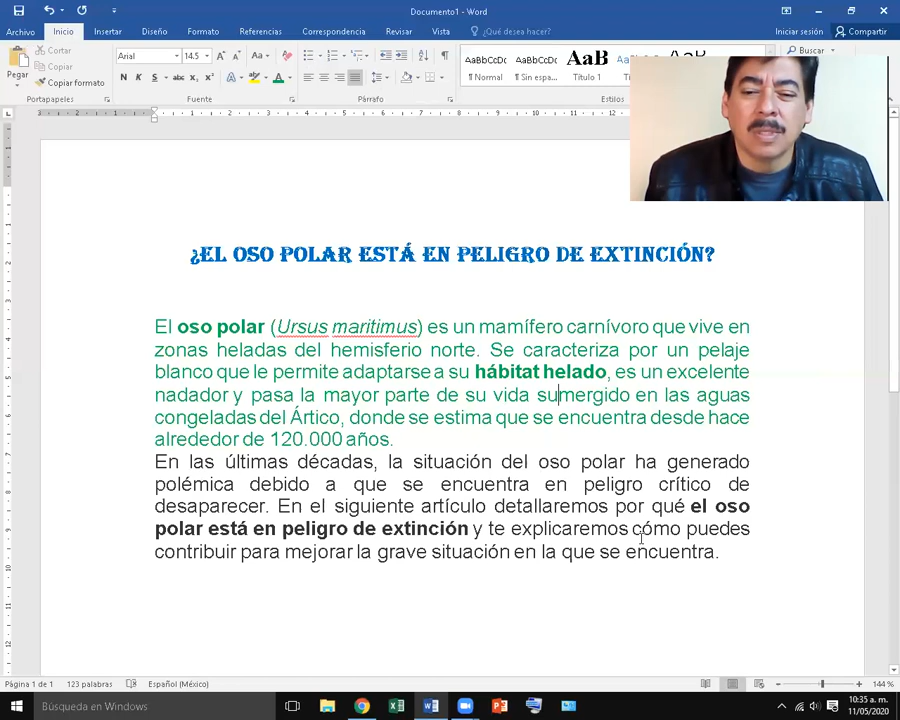 Documento1 - Word
Archivo Inicio Insertar Diseño Formato Referencias Correspondencia Revisar Vista ¿Qué desea hacer? Iniciar sesión Compartir
Pegar
Cortar
Copiar
Copiar formato
Portapapeles
Arial 14.5
N K S abc
Fuente
Párrafo
AaBbCcDc AaBbCcDc AaB
¶ Normal ¶ Sin espa... Título 1
Estilos
Buscar
¿EL OSO POLAR ESTÁ EN PELIGRO DE EXTINCIÓN?
El oso polar (Ursus maritimus) es un mamífero carnívoro que vive en
zonas heladas del hemisferio norte. Se caracteriza por un pelaje
blanco que le permite adaptarse a su hábitat helado, es un excelente
nadador y pasa la mayor parte de su vida sumergido en las aguas
congeladas del Ártico, donde se estima que se encuentra desde hace
alrededor de 120.000 años.
En las últimas décadas, la situación del oso polar ha generado
polémica debido a que se encuentra en peligro crítico de
desaparecer. En el siguiente artículo detallaremos por qué el oso
polar está en peligro de extinción y te explicaremos cómo puedes
contribuir para mejorar la grave situación en la que se encuentra.
Página 1 de 1 123 palabras Español (México) 144 %
Búsqueda en Windows
10:35 a. m.
11/05/2020